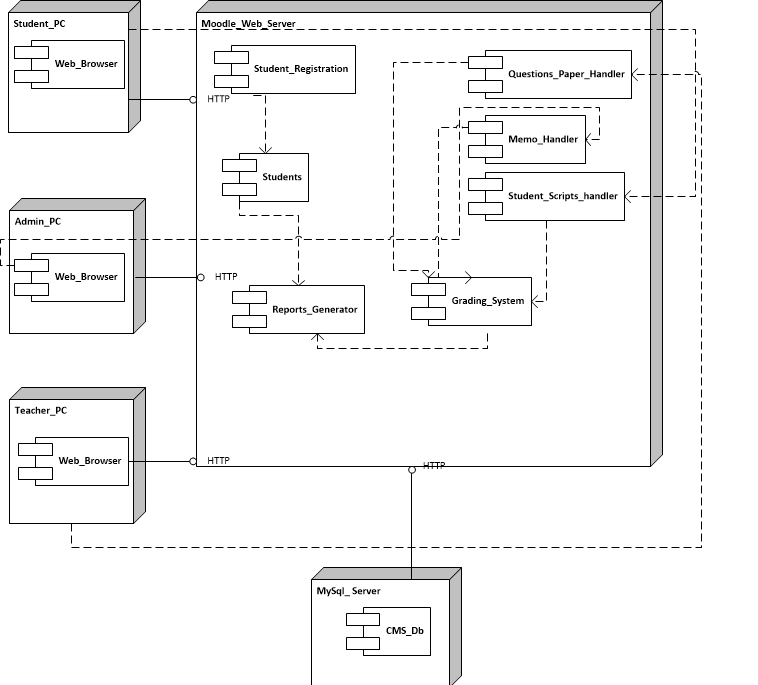 Student_PC
Web_Browser
HTTP
Moodle_Web_Server
Student_Registration
Students
Reports_Generator
Questions_Paper_Handler
Memo_Handler
Student_Scripts_handler
Grading_System
Admin_PC
Web_Browser
HTTP
Teacher_PC
Web_Browser
HTTP
HTTP
MySql_ Server
CMS_Db